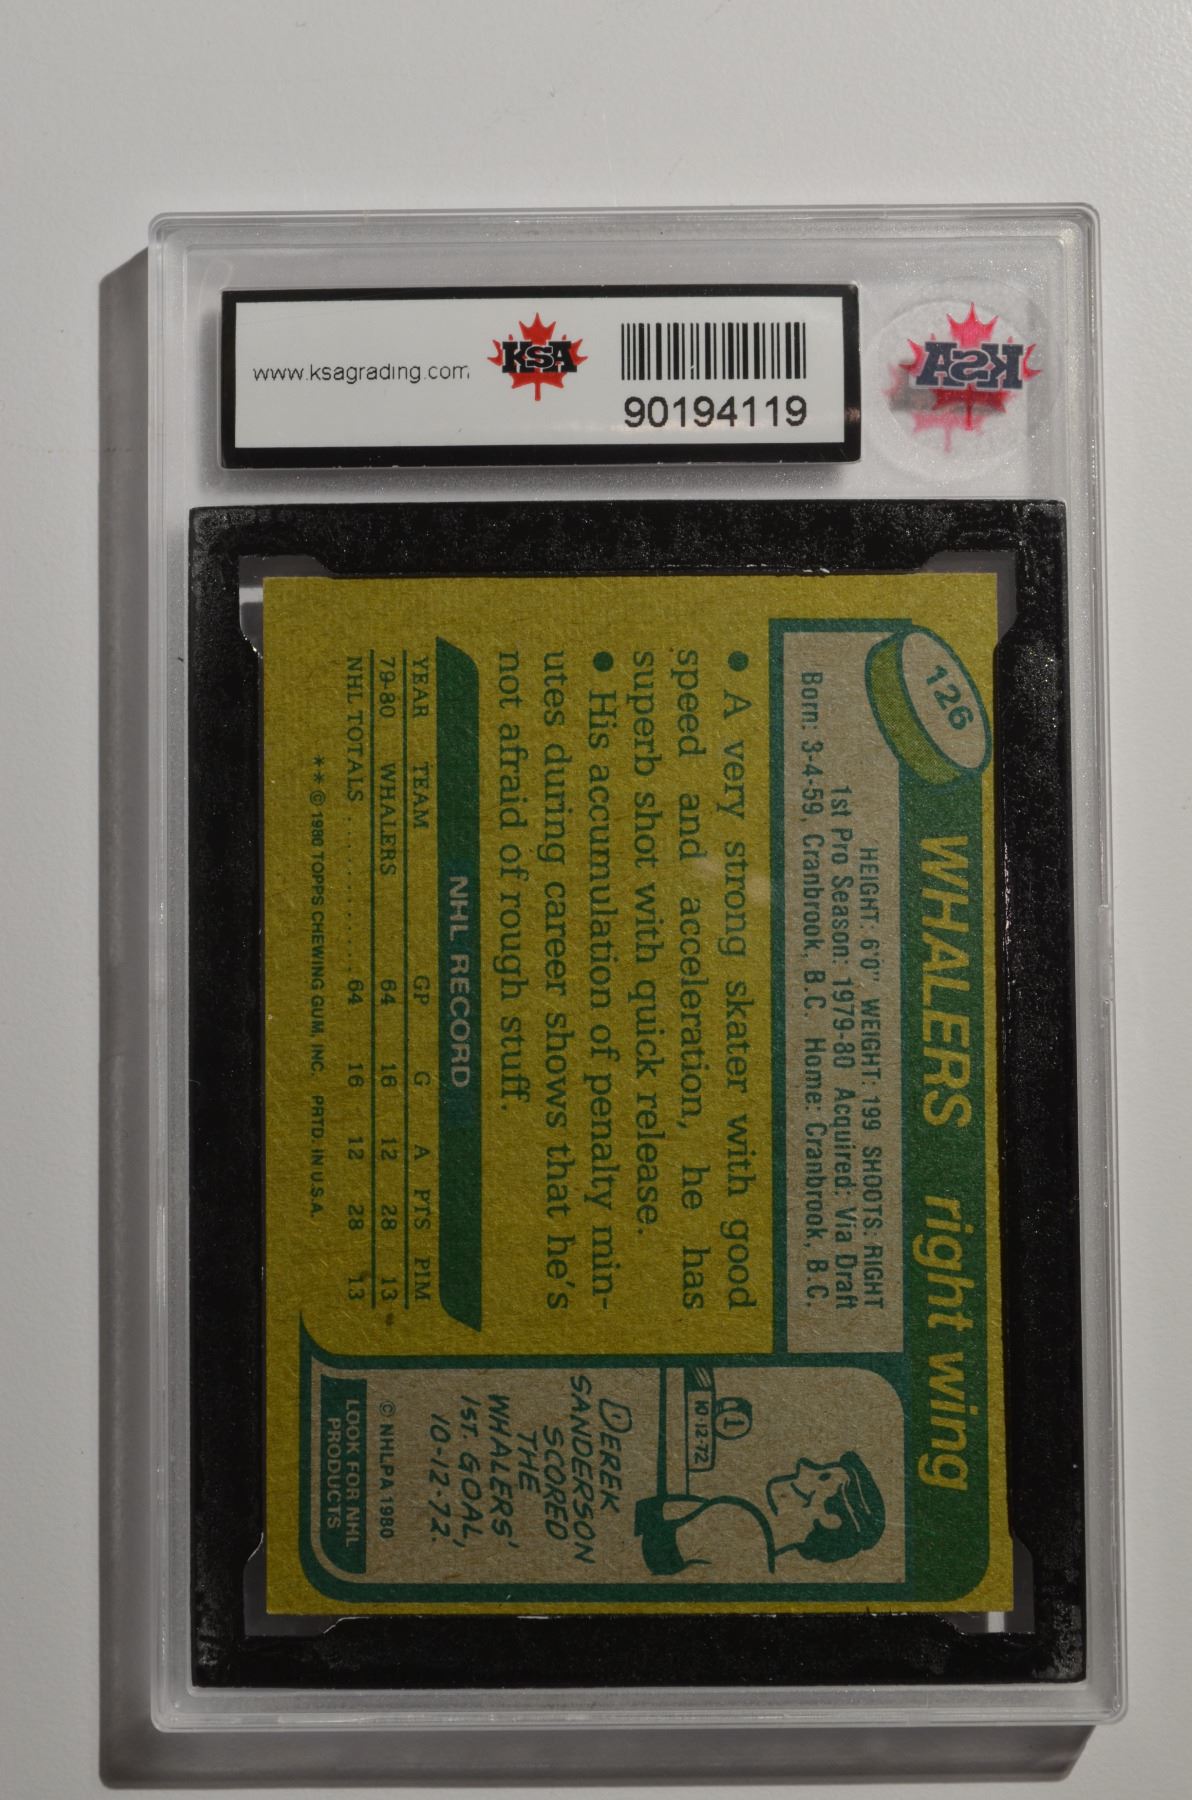 www.ksagrading.com
KSA
90194119
KSA
126
WHALERS right wing
HEIGHT: 6'0" WEIGHT: 199 SHOOTS: RIGHT
1st Pro Season: 1979-80 Acquired: Via Draft
Born: 3-4-59, Cranbrook, B.C. Home: Cranbrook, B.C.
● A very strong skater with good
speed and acceleration, he has
superb shot with quick release.
● His accumulation of penalty min-
utes during career shows that he's
not afraid of rough stuff.
NHL RECORD
YEAR TEAM GP G A PTS PIM
79-80 WHALERS 64 16 12 28 13
NHL TOTALS .......... 64 16 12 28 13
**© 1980 TOPPS CHEWING GUM, INC. PRTD. IN U.S.A.
1
10-12-72
DEREK
SANDERSON
SCORED
THE
WHALERS'
1ST. GOAL,
10-12-72.
© NHLPA 1980
LOOK FOR NHL
PRODUCTS